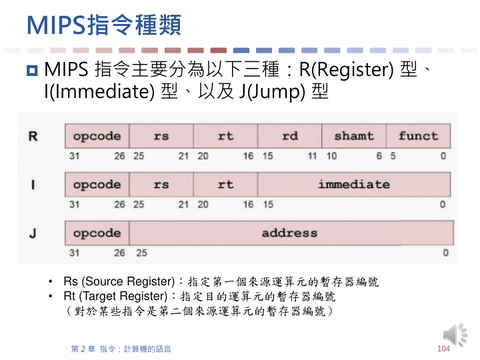 MIPS指令種類
MIPS 指令主要分為以下三種：R(Register) 型、
I(Immediate) 型、以及 J(Jump) 型
R opcode rs rt rd shamt funct
31 26 25 21 20 16 15 11 10 6 5 0
I opcode rs rt immediate
31 26 25 21 20 16 15 0
J opcode address
31 26 25 0
• Rs (Source Register)：指定第一個來源運算元的暫存器編號
• Rt (Target Register)：指定目的運算元的暫存器編號
（對於某些指令是第二個來源運算元的暫存器編號）
第 2 章 指令：計算機的語言
104